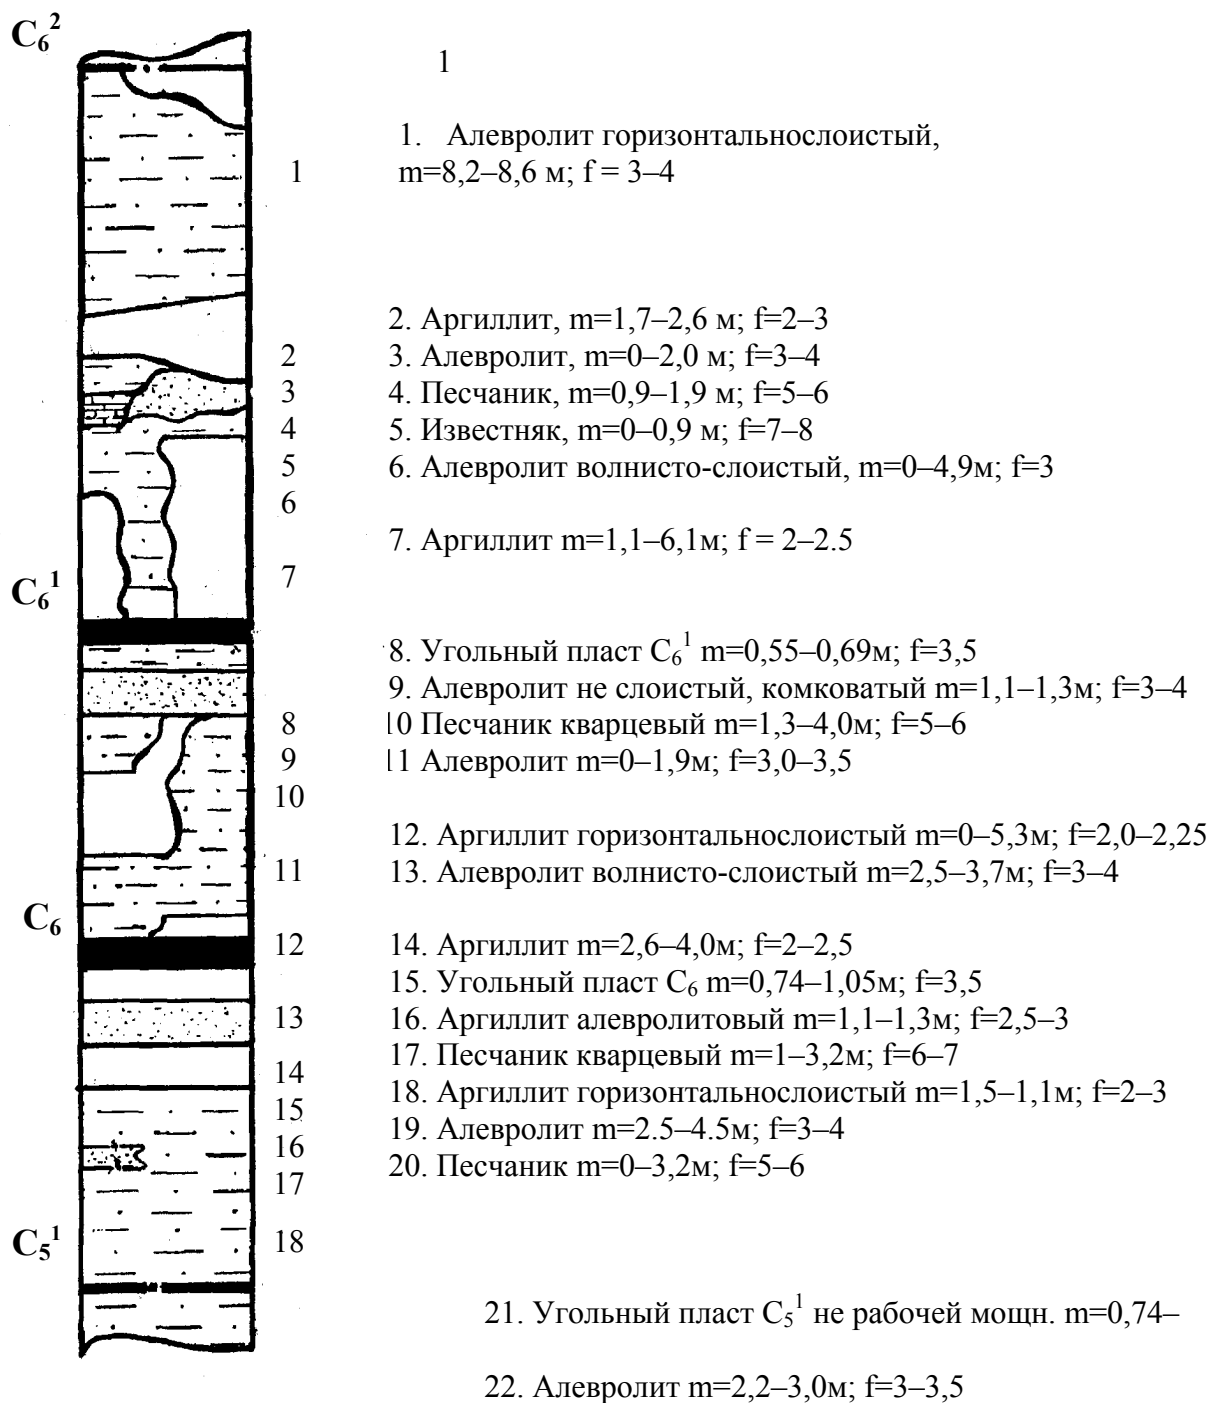 C₆²
1
1. Алевролит горизонтальнослоистый,
1 m=8,2–8,6 м; f = 3–4
2. Аргиллит, m=1,7–2,6 м; f=2–3
2 3. Алевролит, m=0–2,0 м; f=3–4
3 4. Песчаник, m=0,9–1,9 м; f=5–6
4 5. Известняк, m=0–0,9 м; f=7–8
5 6. Алевролит волнисто-слоистый, m=0–4,9м; f=3
6
7. Аргиллит m=1,1–6,1м; f = 2–2.5
C₆¹ 7
8. Угольный пласт C₆¹ m=0,55–0,69м; f=3,5
9. Алевролит не слоистый, комковатый m=1,1–1,3м; f=3–4
8 10 Песчаник кварцевый m=1,3–4,0м; f=5–6
9 11 Алевролит m=0–1,9м; f=3,0–3,5
10
12. Аргиллит горизонтальнослоистый m=0–5,3м; f=2,0–2,25
11 13. Алевролит волнисто-слоистый m=2,5–3,7м; f=3–4
C₆
12 14. Аргиллит m=2,6–4,0м; f=2–2,5
15. Угольный пласт C₆ m=0,74–1,05м; f=3,5
13 16. Аргиллит алевролитовый m=1,1–1,3м; f=2,5–3
17. Песчаник кварцевый m=1–3,2м; f=6–7
14 18. Аргиллит горизонтальнослоистый m=1,5–1,1м; f=2–3
15 19. Алевролит m=2.5–4.5м; f=3–4
16 20. Песчаник m=0–3,2м; f=5–6
17
C₅¹ 18
21. Угольный пласт C₅¹ не рабочей мощн. m=0,74–
22. Алевролит m=2,2–3,0м; f=3–3,5